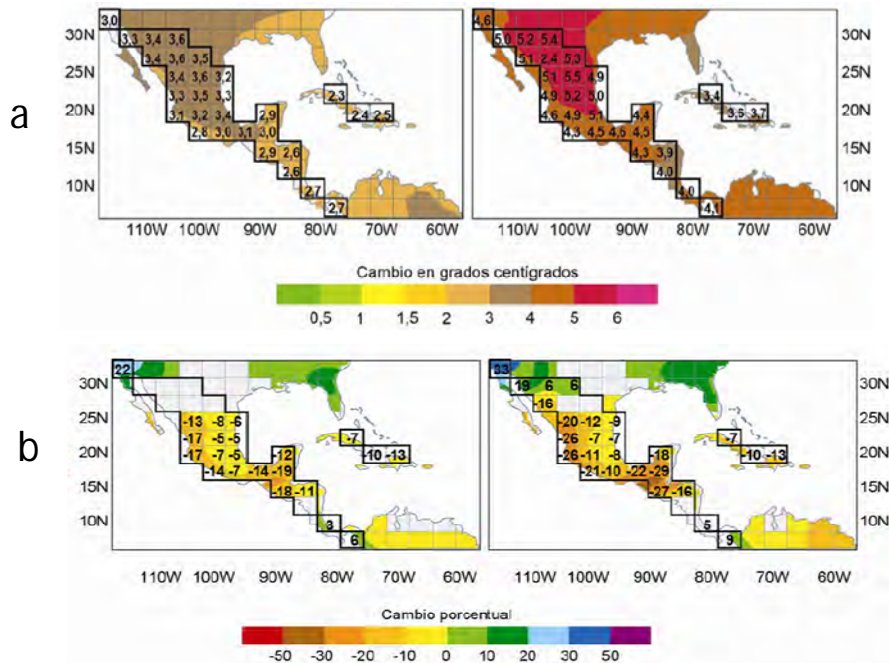 a
30N
25N
20N
15N
10N
3,0
3,3 3,4 3,6
3,4 3,6 3,5
3,4 3,6 3,2
3,3 3,5 3,3
3,1 3,2 3,4
2,8 3,0 3,1 3,0
2,9
2,9 2,6
2,6
2,7
2,7
2,3
2,4 2,5
110W 100W 90W 80W 70W 60W
4,6
5,0 5,2 5,4
5,1 2,4 5,3
5,1 5,5 4,9
4,9 5,2 5,0
4,6 4,9 5,1
4,3 4,5 4,6 4,5
4,4
4,3 3,9
4,0
4,0
4,1
3,4
3,5 3,7
30N
25N
20N
15N
10N
110W 100W 90W 80W 70W 60W
Cambio en grados centígrados
0,5 1 1,5 2 3 4 5 6
b
30N
25N
20N
15N
10N
22
-13 -8 -6
-17 -5 -5
-17 -7 -5
-14 -7 -14 -19
-12
-18 -11
3
6
-7
-10 -13
110W 100W 90W 80W 70W 60W
33
19 6 6
-16
-20 -12 -9
-26 -7 -7
-26 -11 -8
-21 -10 -22 -29
-18
-27 -16
5
9
-7
-10 -13
30N
25N
20N
15N
10N
110W 100W 90W 80W 70W 60W
Cambio porcentual
-50 -30 -20 -10 0 10 20 30 50